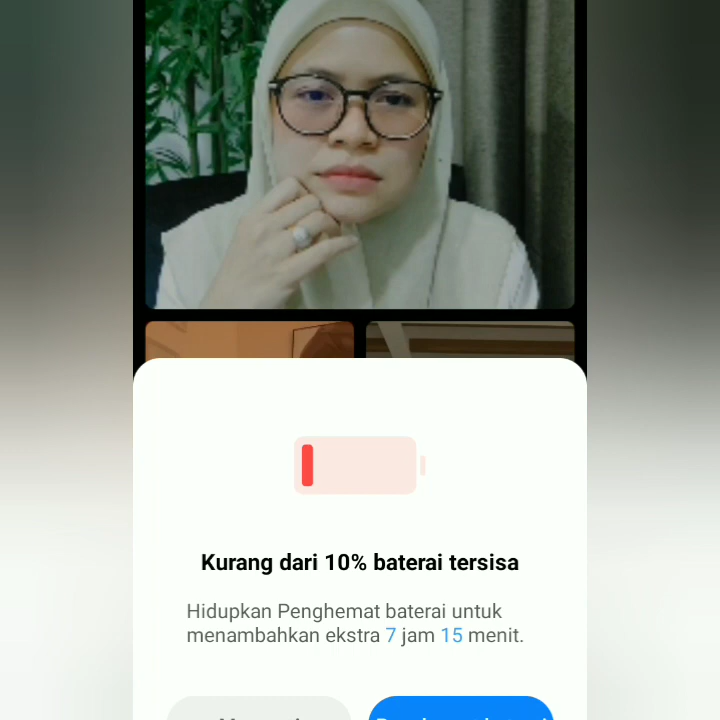 Kurang dari 10% baterai tersisa
Hidupkan Penghemat baterai untuk
menambahkan ekstra 7 jam 15 menit.